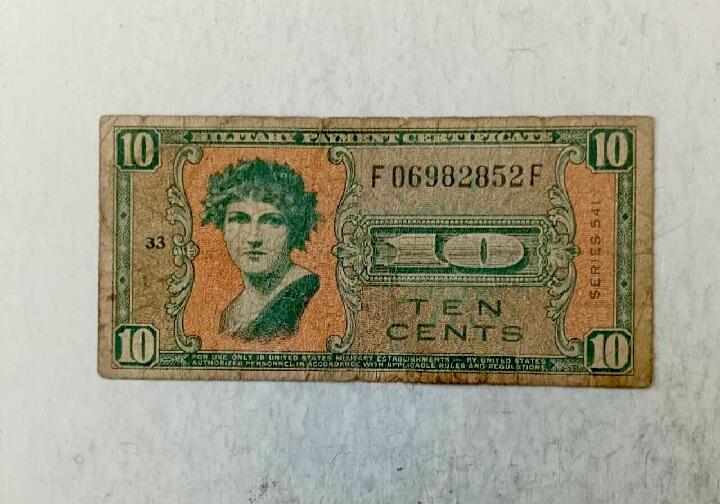 MILITARY PAYMENT CERTIFICATE
10
10
F06982852F
33
10
SERIES 541
TEN
CENTS
10
10
FOR USE ONLY IN UNITED STATES MILITARY ESTABLISHMENTS — BY UNITED STATES
AUTHORIZED PERSONNEL IN ACCORDANCE WITH APPLICABLE RULES AND REGULATIONS